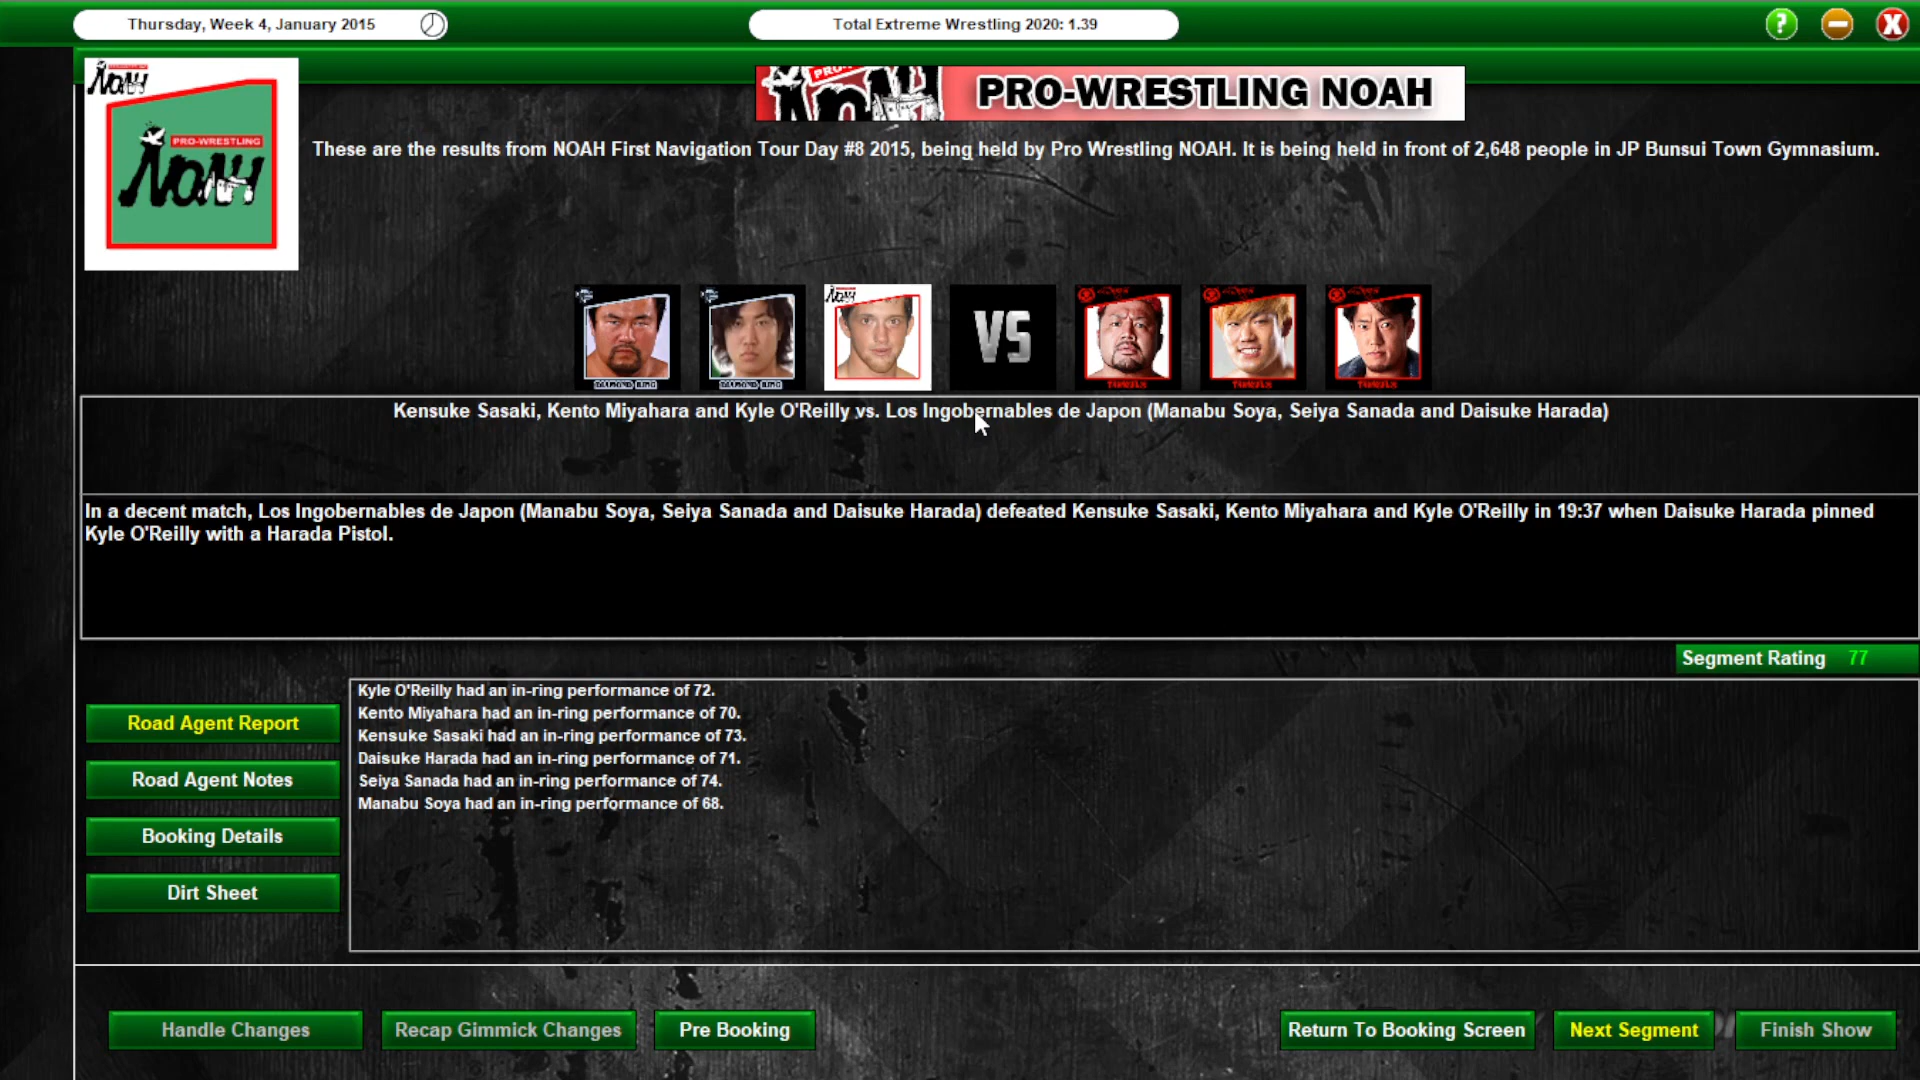 Thursday, Week 4, January 2015
Total Extreme Wrestling 2020: 1.39
NOAH
PRO-WRESTLING
NOAH
PRO-WRESTLING NOAH
These are the results from NOAH First Navigation Tour Day #8 2015, being held by Pro Wrestling NOAH. It is being held in front of 2,648 people in JP Bunsui Town Gymnasium.
NOAH
VS
DIAMOND RING
DIAMOND RING
Kensuke Sasaki, Kento Miyahara and Kyle O'Reilly vs. Los Ingobernables de Japon (Manabu Soya, Seiya Sanada and Daisuke Harada)
In a decent match, Los Ingobernables de Japon (Manabu Soya, Seiya Sanada and Daisuke Harada) defeated Kensuke Sasaki, Kento Miyahara and Kyle O'Reilly in 19:37 when Daisuke Harada pinned
Kyle O'Reilly with a Harada Pistol.
Segment Rating 77
Road Agent Report
Road Agent Notes
Booking Details
Dirt Sheet
Kyle O'Reilly had an in-ring performance of 72.
Kento Miyahara had an in-ring performance of 70.
Kensuke Sasaki had an in-ring performance of 73.
Daisuke Harada had an in-ring performance of 71.
Seiya Sanada had an in-ring performance of 74.
Manabu Soya had an in-ring performance of 68.
Handle Changes
Recap Gimmick Changes
Pre Booking
Return To Booking Screen
Next Segment
Finish Show